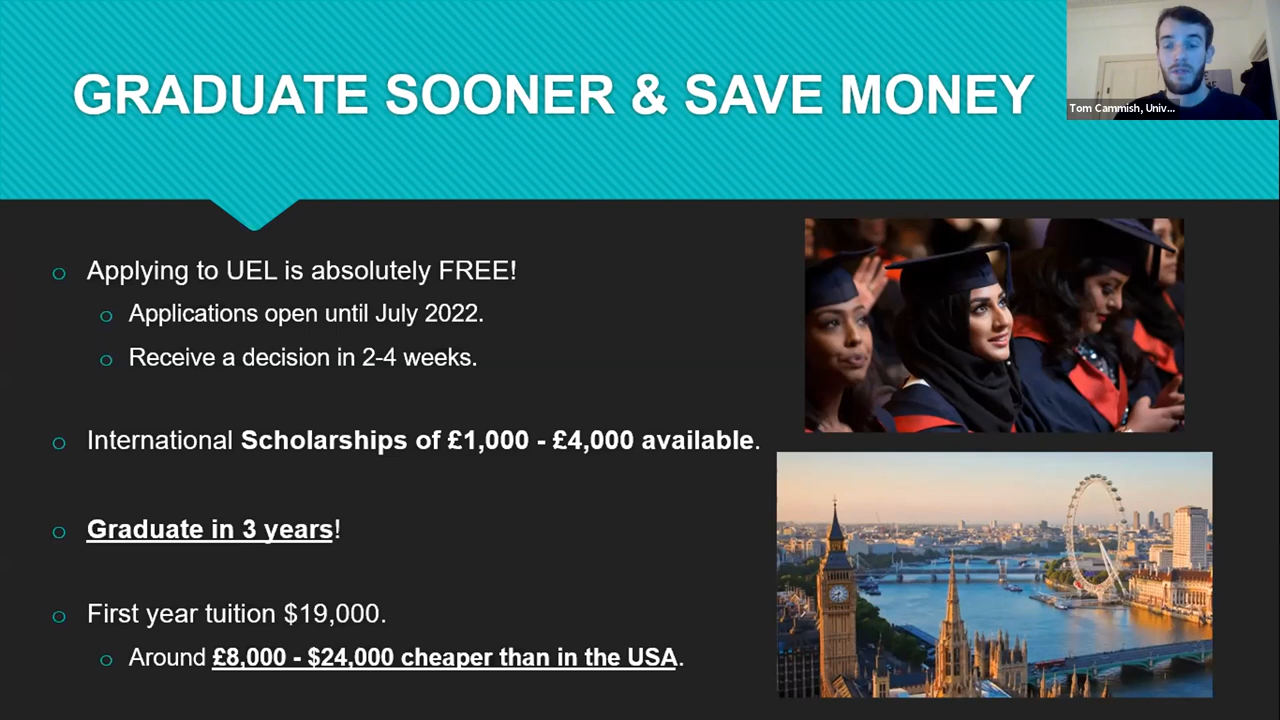 GRADUATE SOONER & SAVE MONEY
Tom Cammish, Univ...
Applying to UEL is absolutely FREE!
Applications open until July 2022.
Receive a decision in 2-4 weeks.
International Scholarships of £1,000 - £4,000 available.
Graduate in 3 years!
First year tuition $19,000.
Around £8,000 - $24,000 cheaper than in the USA.